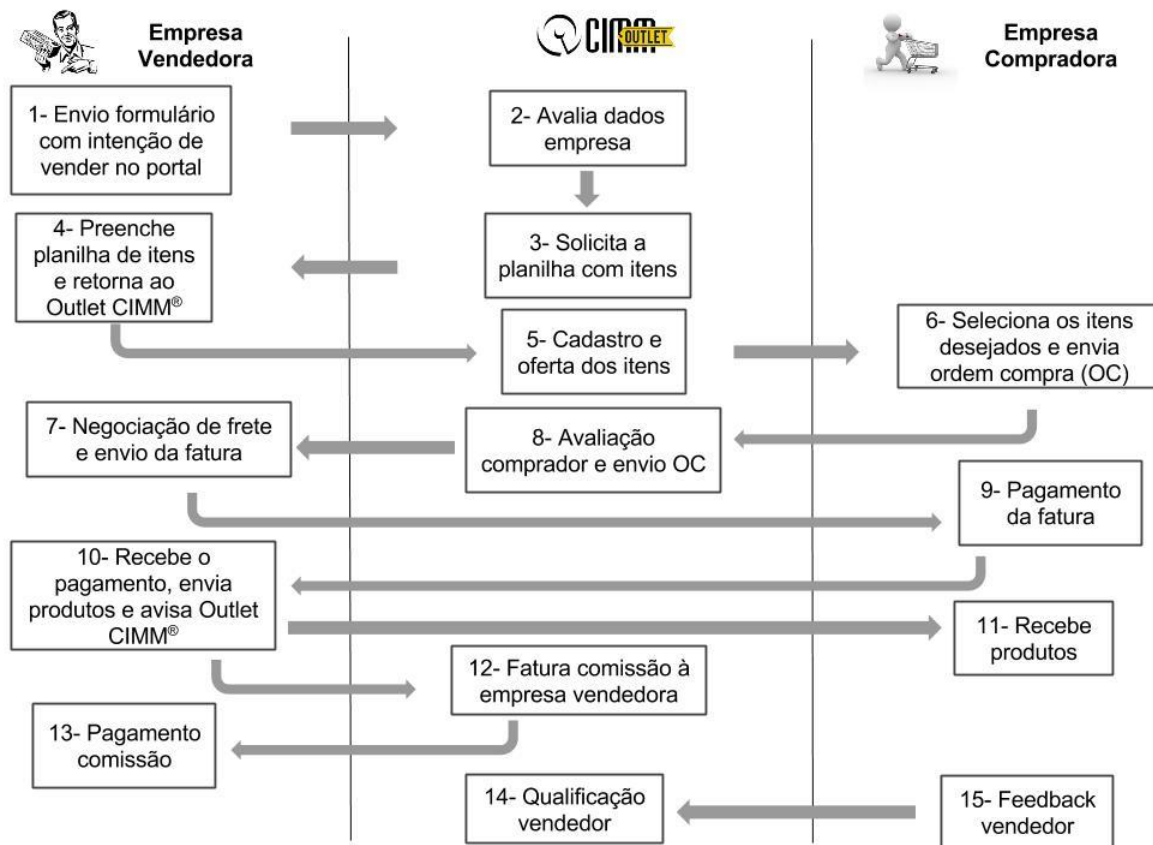 Empresa
Vendedora
CIMM
OUTLET
Empresa
Compradora
1- Envio formulário
com intenção de
vender no portal
2- Avalia dados
empresa
4- Preenche
planilha de itens
e retorna ao
Outlet CIMM®
3- Solicita a
planilha com itens
5- Cadastro e
oferta dos itens
6- Seleciona os itens
desejados e envia
ordem compra (OC)
7- Negociação de frete
e envio da fatura
8- Avaliação
comprador e envio OC
9- Pagamento
da fatura
10- Recebe o
pagamento, envia
produtos e avisa Outlet
CIMM®
11- Recebe
produtos
12- Fatura comissão à
empresa vendedora
13- Pagamento
comissão
14- Qualificação
vendedor
15- Feedback
vendedor